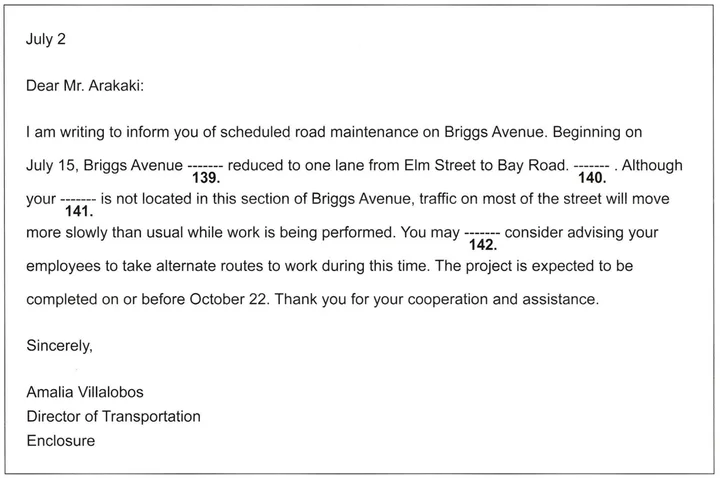 July 2
Dear Mr. Arakaki:
I am writing to inform you of scheduled road maintenance on Briggs Avenue. Beginning on
July 15, Briggs Avenue ------- reduced to one lane from Elm Street to Bay Road. ------- . Although
139. 140.
your ------- is not located in this section of Briggs Avenue, traffic on most of the street will move
141.
more slowly than usual while work is being performed. You may ------- consider advising your
142.
employees to take alternate routes to work during this time. The project is expected to be
completed on or before October 22. Thank you for your cooperation and assistance.
Sincerely,
Amalia Villalobos
Director of Transportation
Enclosure